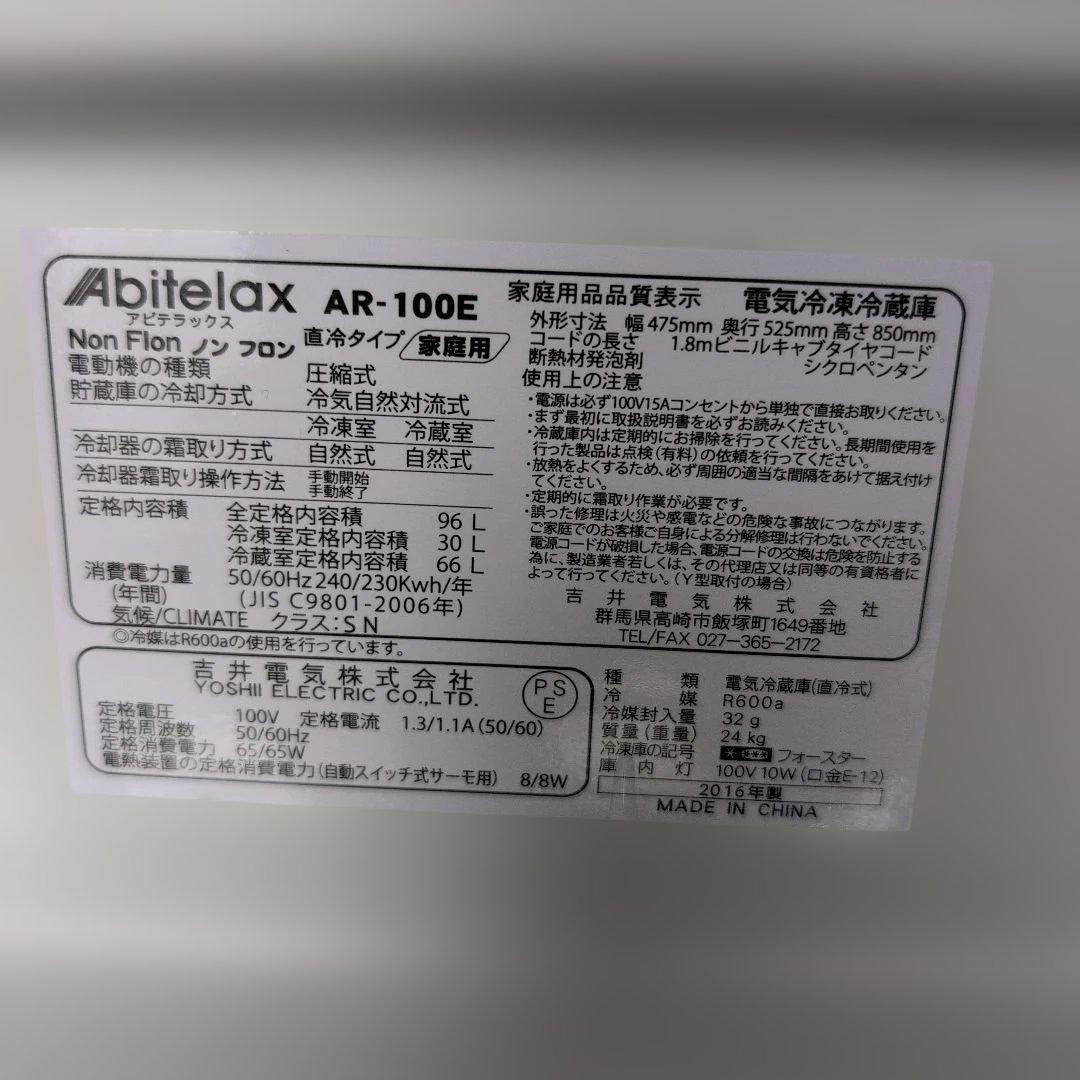 Abitelax AR-100E
アビテラックス
Non Flon ノン フロン 直冷タイプ 家庭用
電動機の種類 圧縮式
貯蔵庫の冷却方式 冷気自然対流式
冷凍室 冷蔵室
冷却器の霜取り方式 自然式 自然式
冷却器霜取り操作方法 手動開始
手動終了
定格内容積 全定格内容積 96 L
冷凍室定格内容積 30 L
冷蔵室定格内容積 66 L
消費電力量 50/60Hz 240/230Kwh/年
(年間) (JIS C9801-2006年)
気候/CLIMATE クラス:SN
◎冷媒はR600aの使用を行っています。
家庭用品品質表示 電気冷凍冷蔵庫
外形寸法 幅475mm 奥行525mm 高さ850mm
コードの長さ 1.8mビニルキャブタイヤコード
断熱材発泡剤 シクロペンタン
使用上の注意
・電源は必ず100V15Aコンセントから単独で直接お取りください。
・まず最初に取扱説明書を必ずお読みください。
・冷蔵庫内は定期的にお掃除を行ってください。長期間使用を
行った製品は点検(有料)の依頼を行ってください。
・放熱をよくするため、必ず周囲の適当な間隔をあけて据え付け
てください。
・定期的に霜取り作業が必要です。
・誤った修理は火災や感電などの危険な事故につながります。
ご家庭でのお客様ご自身による分解修理は行わないでください。
電源コードが破損した場合、電源コードの交換は危険を防止する
為に、製造業者若しくは、その代理店又は同等の有資格者に
よって行ってください。(Y型取付の場合)
吉井電気株式会社
群馬県高崎市飯塚町1649番地
TEL/FAX 027-365-2172
吉井電気株式会社
YOSHII ELECTRIC CO.,LTD.
PS
E
定格電圧 100V 定格電流 1.3/1.1A(50/60)
定格周波数 50/60Hz
定格消費電力 65/65W
電熱装置の定格消費電力(自動スイッチ式サーモ用) 8/8W
種類 電気冷蔵庫(直冷式)
冷媒 R600a
冷媒封入量 32g
質量(重量) 24kg
冷凍庫の記号 * *** フォースター
庫内灯 100V 10W(口金E-12)
2016年製
MADE IN CHINA